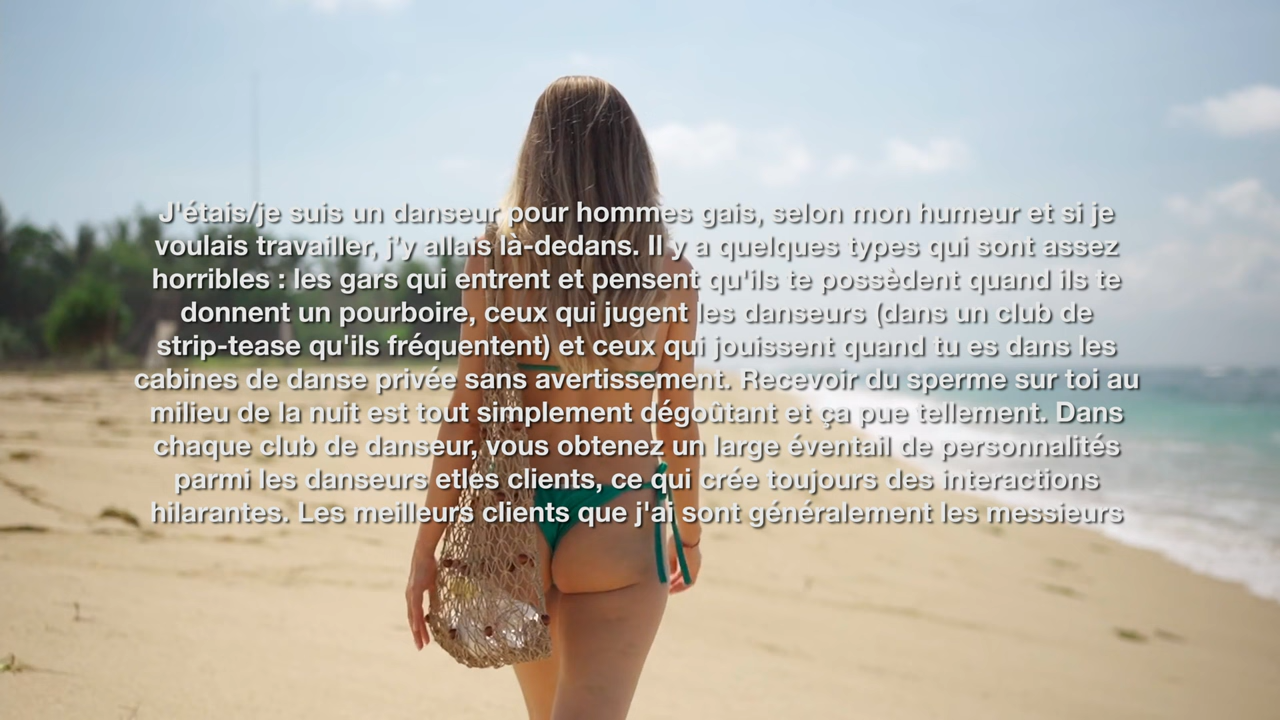 J'étais/je suis un danseur pour hommes gais, selon mon humeur et si je
voulais travailler, j'y allais là-dedans. Il y a quelques types qui sont assez
horribles : les gars qui entrent et pensent qu'ils te possèdent quand ils te
donnent un pourboire, ceux qui jugent les danseurs (dans un club de
strip-tease qu'ils fréquentent) et ceux qui jouissent quand tu es dans les
cabines de danse privée sans avertissement. Recevoir du sperme sur toi au
milieu de la nuit est tout simplement dégoûtant et ça pue tellement. Dans
chaque club de danseur, vous obtenez un large éventail de personnalités
parmi les danseurs etles clients, ce qui crée toujours des interactions
hilarantes. Les meilleurs clients que j'ai sont généralement les messieurs